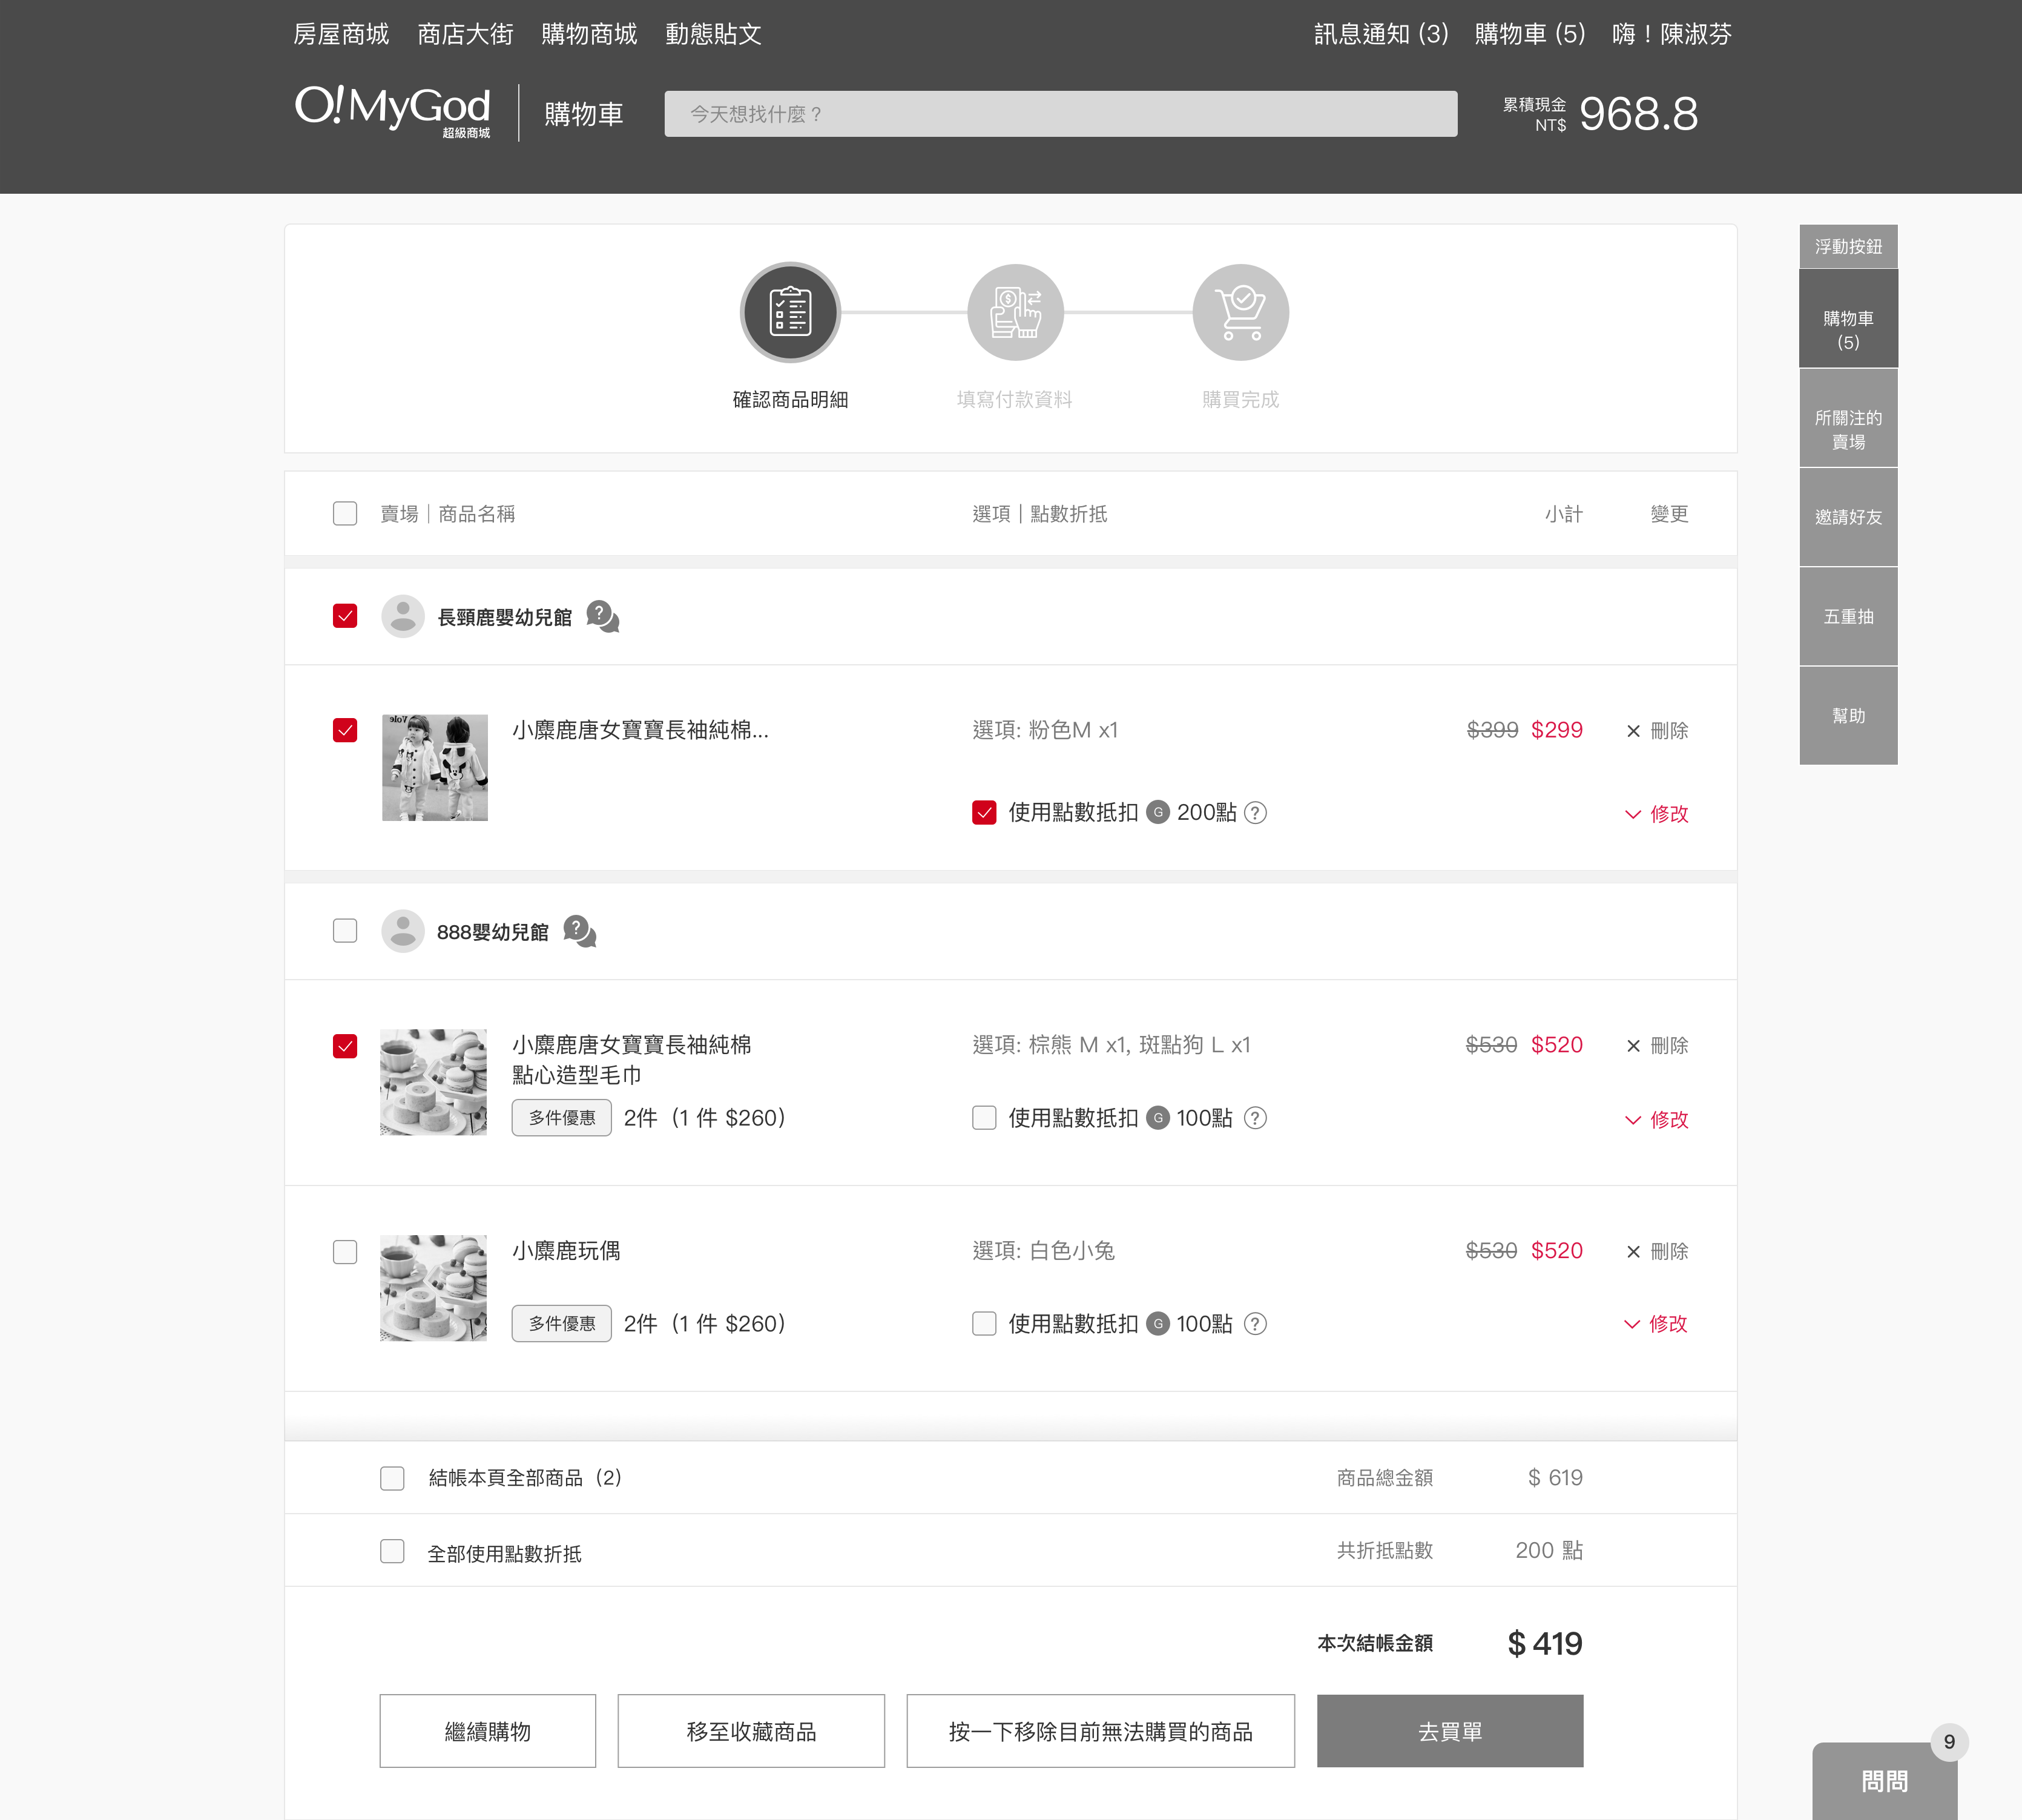 房屋商城 商店大街 購物商城 動態貼文 訊息通知 (3) 購物車 (5) 嗨！陳淑芬
O!MyGod 超級商城 購物車 今天想找什麼？ 累積現金 NT$ 968.8
浮動按鈕
購物車
(5)
所關注的
賣場
邀請好友
五重抽
幫助
確認商品明細 填寫付款資料 購買完成
賣場｜商品名稱 選項｜點數折抵 小計 變更
長頸鹿嬰幼兒館
小麋鹿唐女寶寶長袖純棉... 選項: 粉色M x1 $399 $299 刪除
使用點數抵扣 G 200點 ? 修改
888嬰幼兒館
小麋鹿唐女寶寶長袖純棉 選項: 棕熊 M x1, 斑點狗 L x1 $530 $520 刪除
點心造型毛巾
多件優惠 2件（1 件 $260） 使用點數抵扣 G 100點 ? 修改
小麋鹿玩偶 選項: 白色小兔 $530 $520 刪除
多件優惠 2件（1 件 $260） 使用點數抵扣 G 100點 ? 修改
結帳本頁全部商品（2） 商品總金額 $ 619
全部使用點數折抵 共折抵點數 200 點
本次結帳金額 $ 419
繼續購物 移至收藏商品 按一下移除目前無法購買的商品 去買單
9
問問